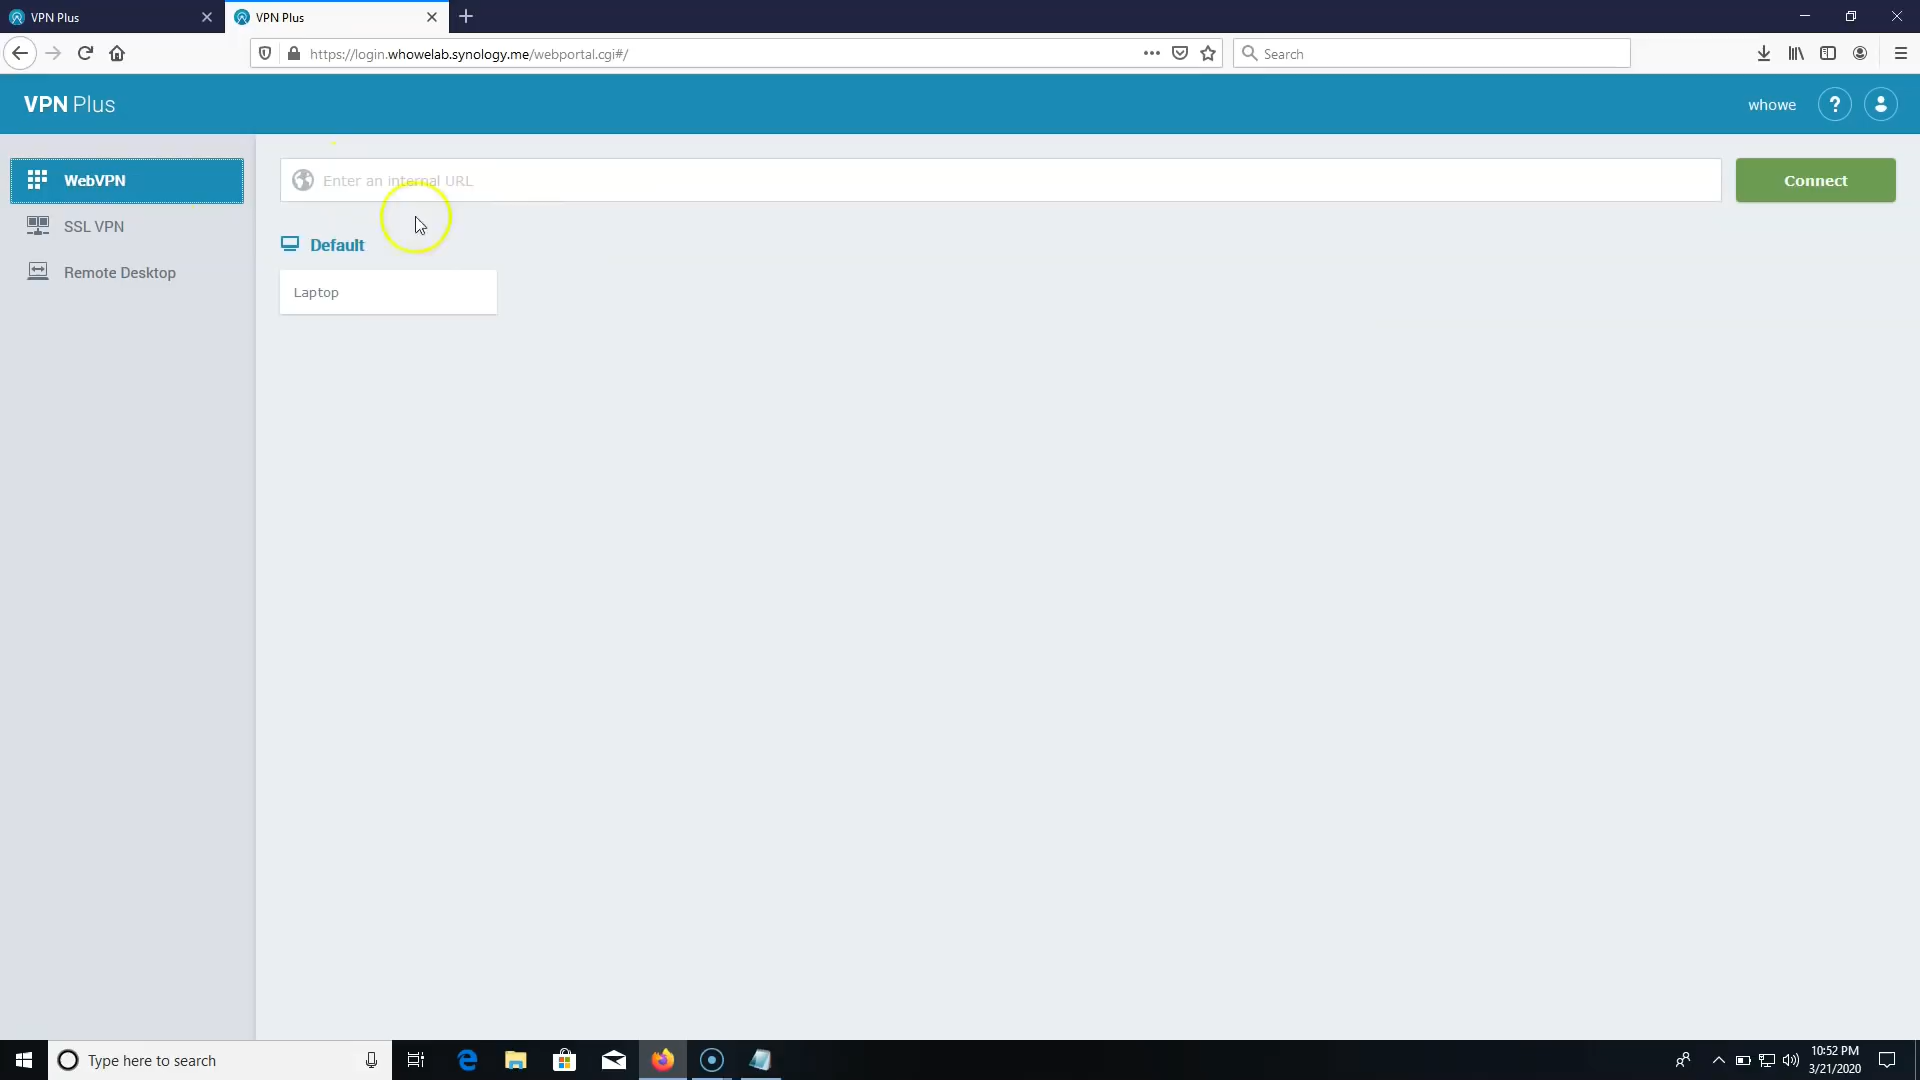 VPN Plus
VPN Plus
https://login.whowelab.synology.me/webportal.cgi#/
Search
VPN Plus
whowe
?
WebVPN
Enter an internal URL
Connect
SSL VPN
Default
Remote Desktop
Laptop
Type here to search
10:52 PM
3/21/2020